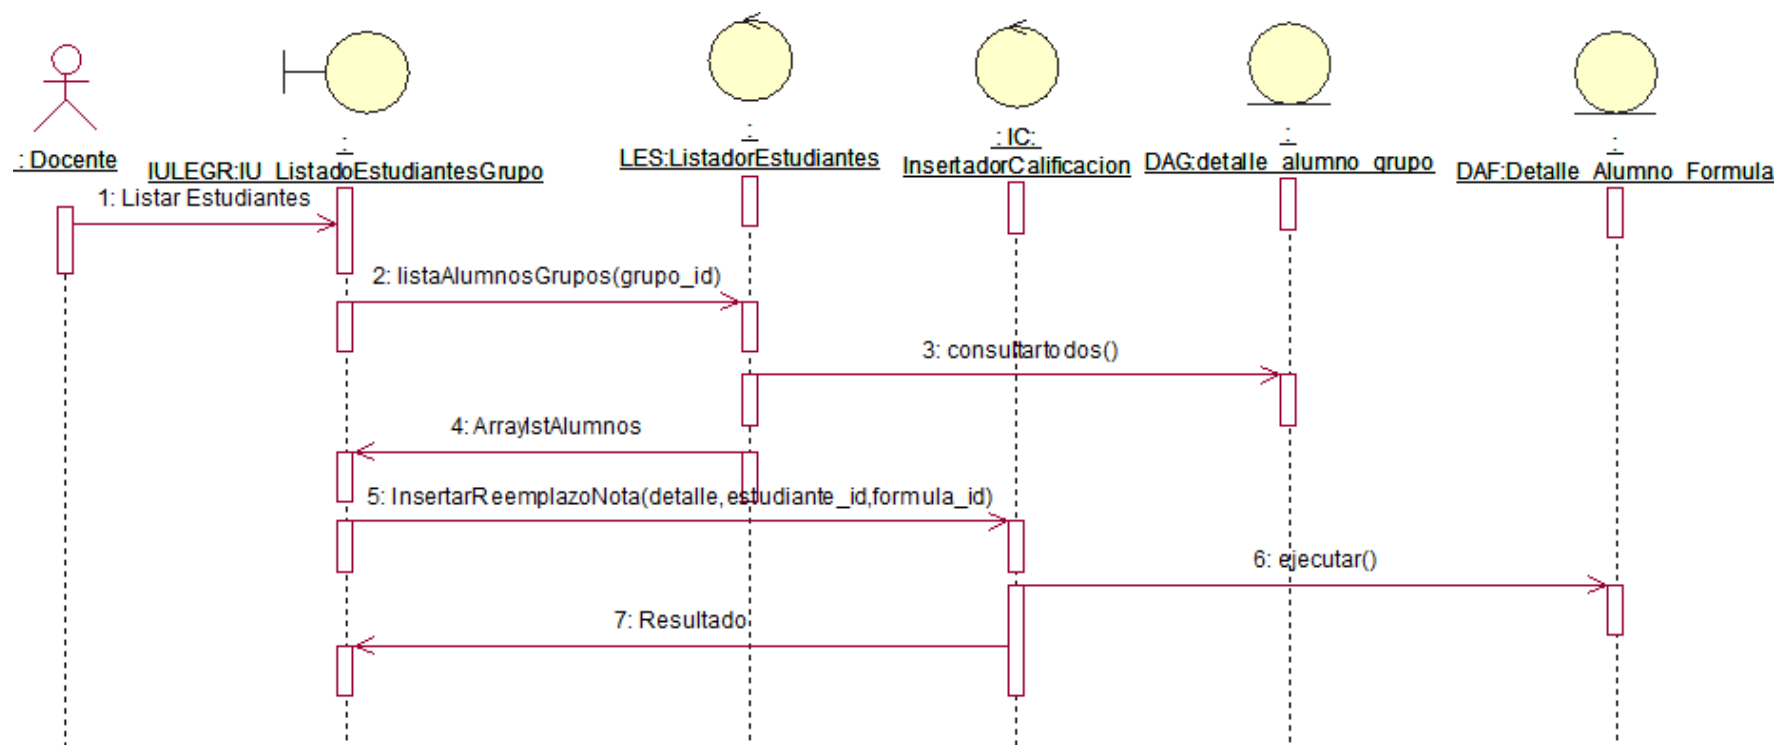 : Docente
:
IULEGR:IU_ListadoEstudiantesGrupo
:
LES:ListadorEstudiantes
: IC:
InsertadorCalificacion
:
DAG:detalle_alumno_grupo
:
DAF:Detalle_Alumno_Formula
1: Listar Estudiantes
2: listaAlumnosGrupos(grupo_id)
3: consultartodos()
4: ArraylstAlumnos
5: InsertarReemplazoNota(detalle,estudiante_id,formula_id)
6: ejecutar()
7: Resultado